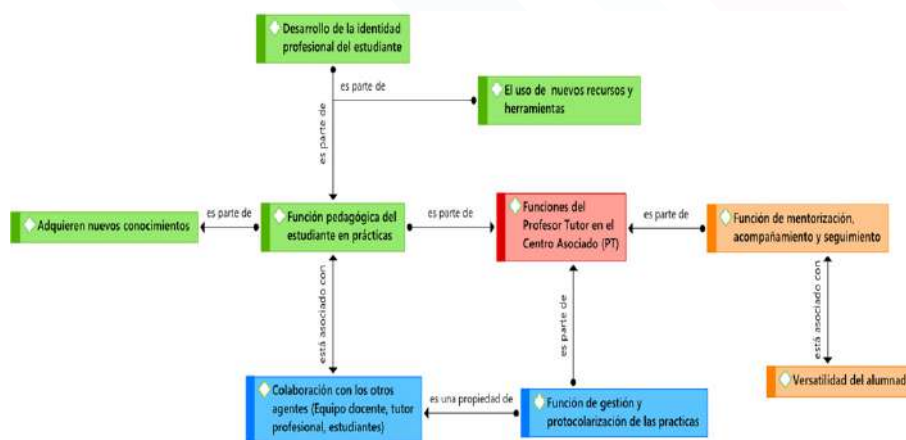 Desarrollo de la identidad
profesional del estudiante
es parte de
El uso de nuevos recursos y
herramientas
es parte de
Adquieren nuevos conocimientos
es parte de
Función pedagógica del
estudiante en prácticas
es parte de
Funciones del
Profesor Tutor en el
Centro Asociado (PT)
es parte de
Función de mentorización,
acompañamiento y seguimiento
está asociado con
es parte de
está asociado con
Versatilidad del alumnad
Colaboración con los otros
agentes (Equipo docente, tutor
profesional, estudiantes)
es una propiedad de
Función de gestión y
protocolarización de las practicas